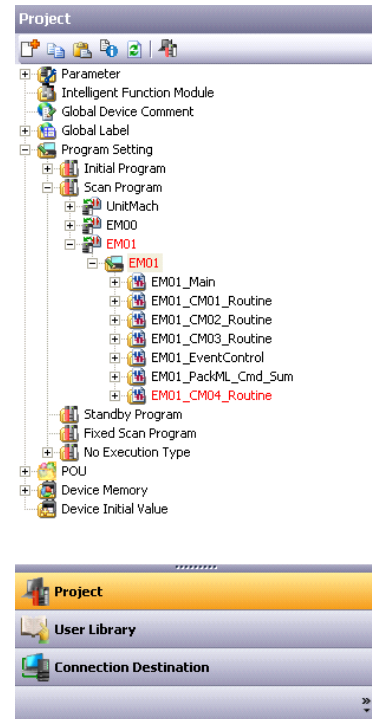 Project
Parameter
Intelligent Function Module
Global Device Comment
Global Label
Program Setting
Initial Program
Scan Program
UnitMach
EM00
EM01
EM01
EM01_Main
EM01_CM01_Routine
EM01_CM02_Routine
EM01_CM03_Routine
EM01_EventControl
EM01_PackML_Cmd_Sum
EM01_CM04_Routine
Standby Program
Fixed Scan Program
No Execution Type
POU
Device Memory
Device Initial Value
Project
User Library
Connection Destination